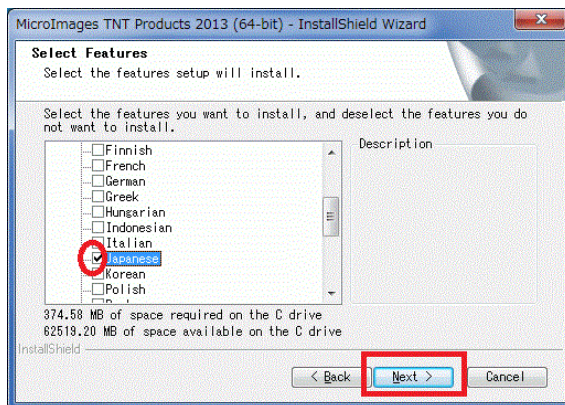 MicroImages TNT Products 2013 (64-bit) - InstallShield Wizard
Select Features
Select the features setup will install.
Select the features you want to install, and deselect the features you do
not want to install.
Finnish
French
German
Greek
Hungarian
Indonesian
Italian
Japanese
Korean
Polish
Description
374.58 MB of space required on the C drive
62519.20 MB of space available on the C drive
InstallShield
< Back
Next >
Cancel